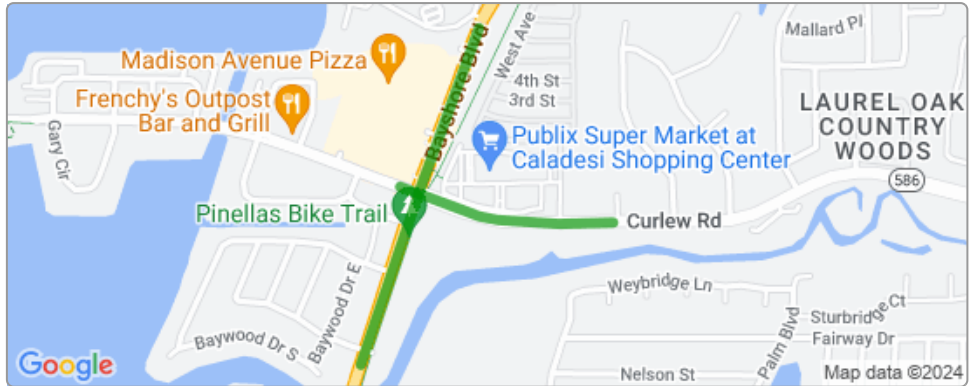 Mallard Pl
Bayshore Blvd
West Ave
Madison Avenue Pizza
4th St
3rd St
Frenchy's Outpost
Bar and Grill
Gary Cir
LAUREL OAK
COUNTRY
WOODS
Publix Super Market at
Caladesi Shopping Center
586
Pinellas Bike Trail
Curlew Rd
Weybridge Ln
Baywood Dr E
Baywood Dr S
Sturbridge Ct
Fairway Dr
Palm Blvd
Nelson St
Google
Map data ©2024